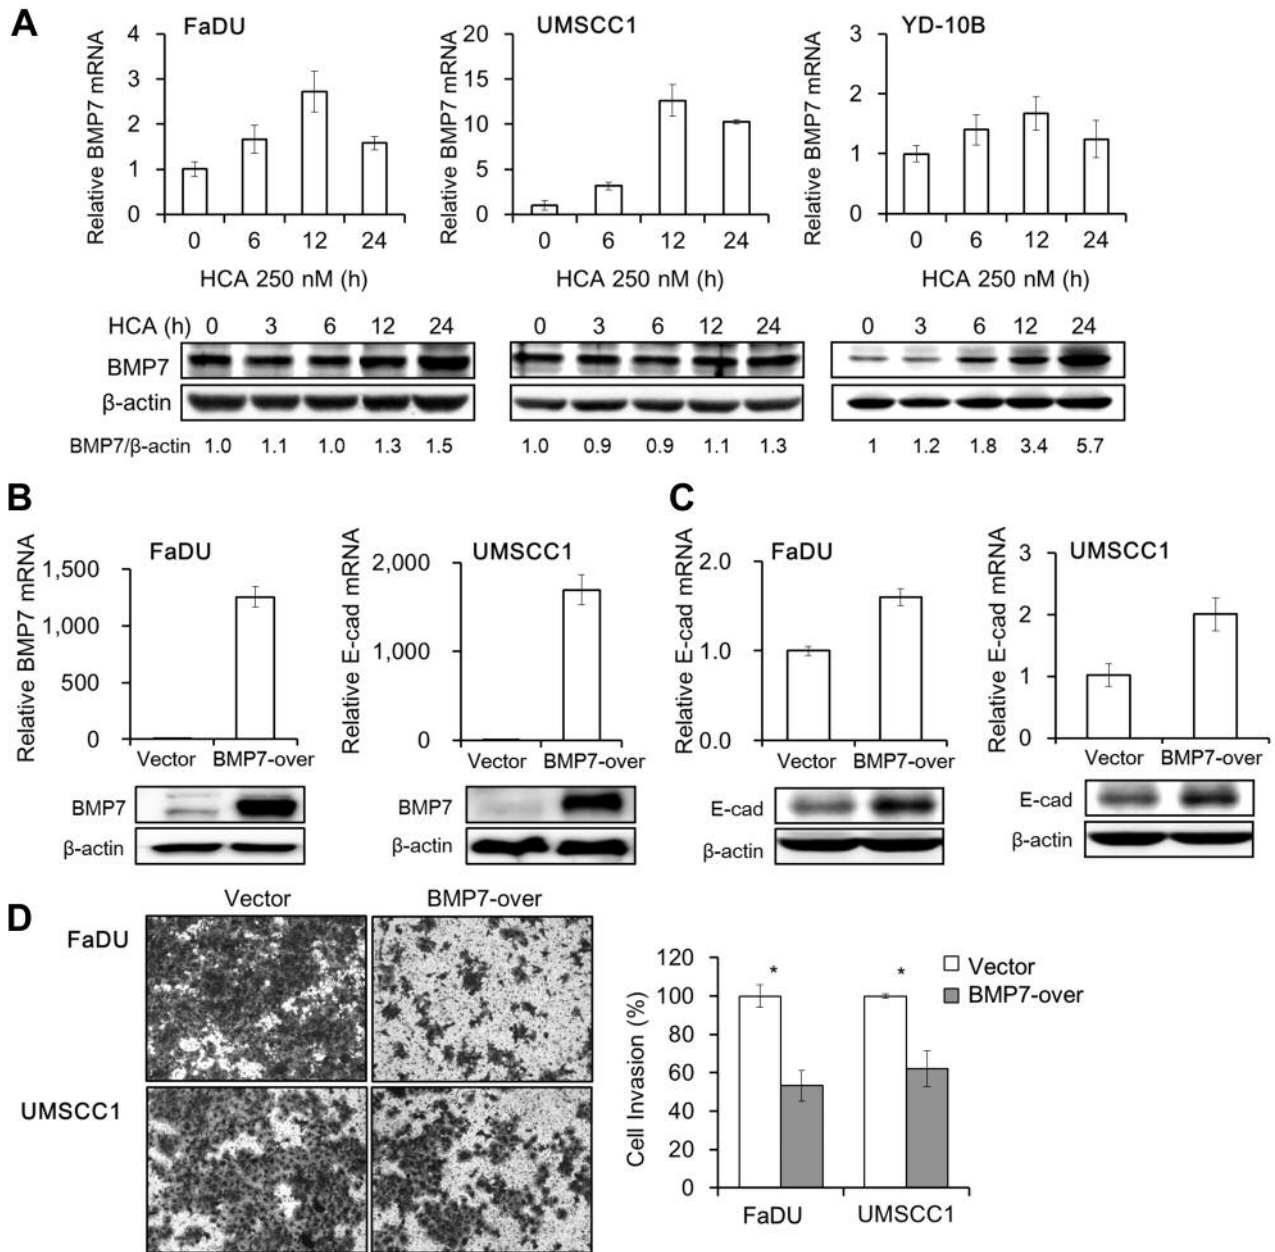 A
FaDU
UMSCC1
YD-10B
Relative BMP7 mRNA
4
3
2
1
0
0 6 12 24
HCA 250 nM (h)
Relative BMP7 mRNA
20
15
10
5
0
0 6 12 24
HCA 250 nM (h)
Relative BMP7 mRNA
3
2
1
0
0 6 12 24
HCA 250 nM (h)
HCA (h) 0 3 6 12 24 0 3 6 12 24 0 3 6 12 24
BMP7
β-actin
BMP7/β-actin 1.0 1.1 1.0 1.3 1.5 1.0 0.9 0.9 1.1 1.3 1 1.2 1.8 3.4 5.7
B
FaDU
Relative BMP7 mRNA
1,500
1,000
500
0
Vector BMP7-over
BMP7
β-actin
UMSCC1
Relative E-cad mRNA
2,000
1,000
0
Vector BMP7-over
BMP7
β-actin
C
FaDU
Relative E-cad mRNA
2.0
1.0
0.0
Vector BMP7-over
E-cad
β-actin
UMSCC1
Relative E-cad mRNA
3
2
1
0
Vector BMP7-over
E-cad
β-actin
D
Vector BMP7-over
FaDU
UMSCC1
Cell Invasion (%)
120
100
80
60
40
20
0
* *
Vector
BMP7-over
FaDU UMSCC1